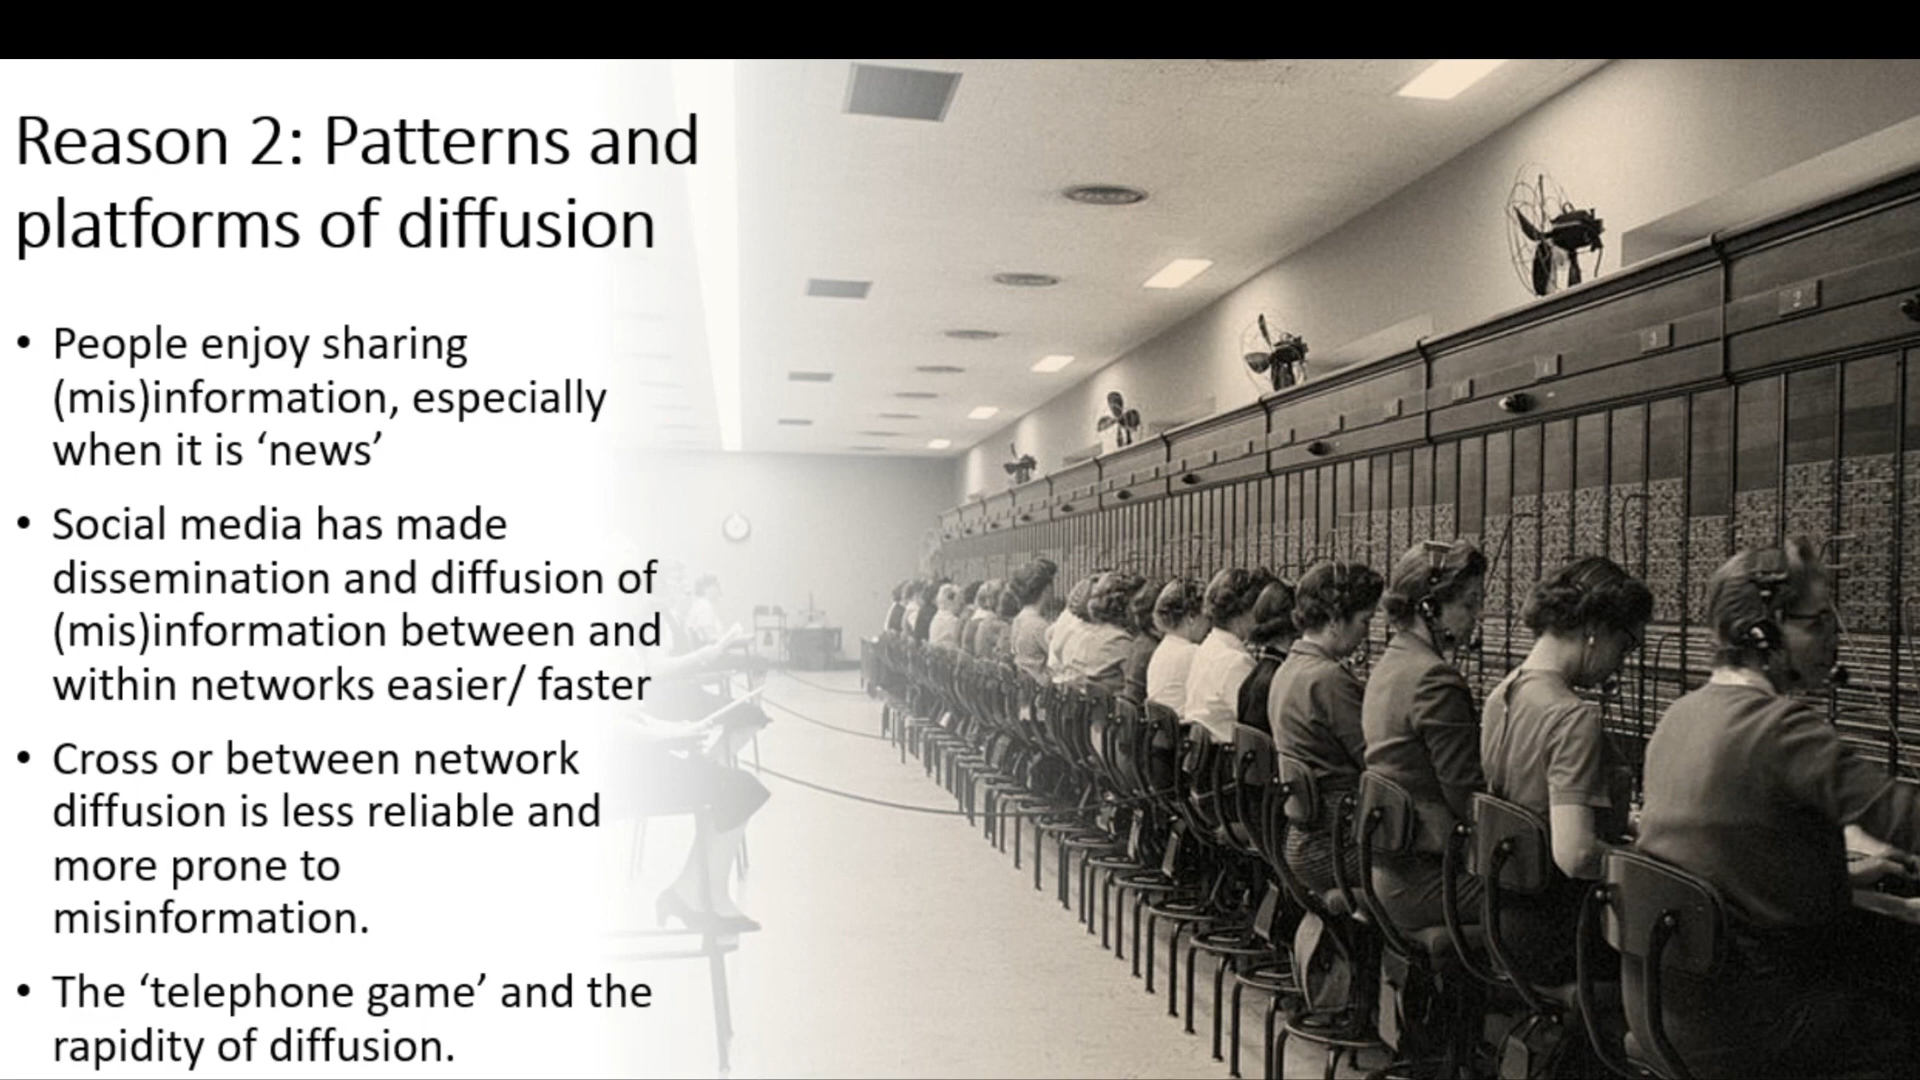 Reason 2: Patterns and
platforms of diffusion
• People enjoy sharing
(mis)information, especially
when it is ‘news’
• Social media has made
dissemination and diffusion of
(mis)information between and
within networks easier/ faster
• Cross or between network
diffusion is less reliable and
more prone to
misinformation.
• The ‘telephone game’ and the
rapidity of diffusion.